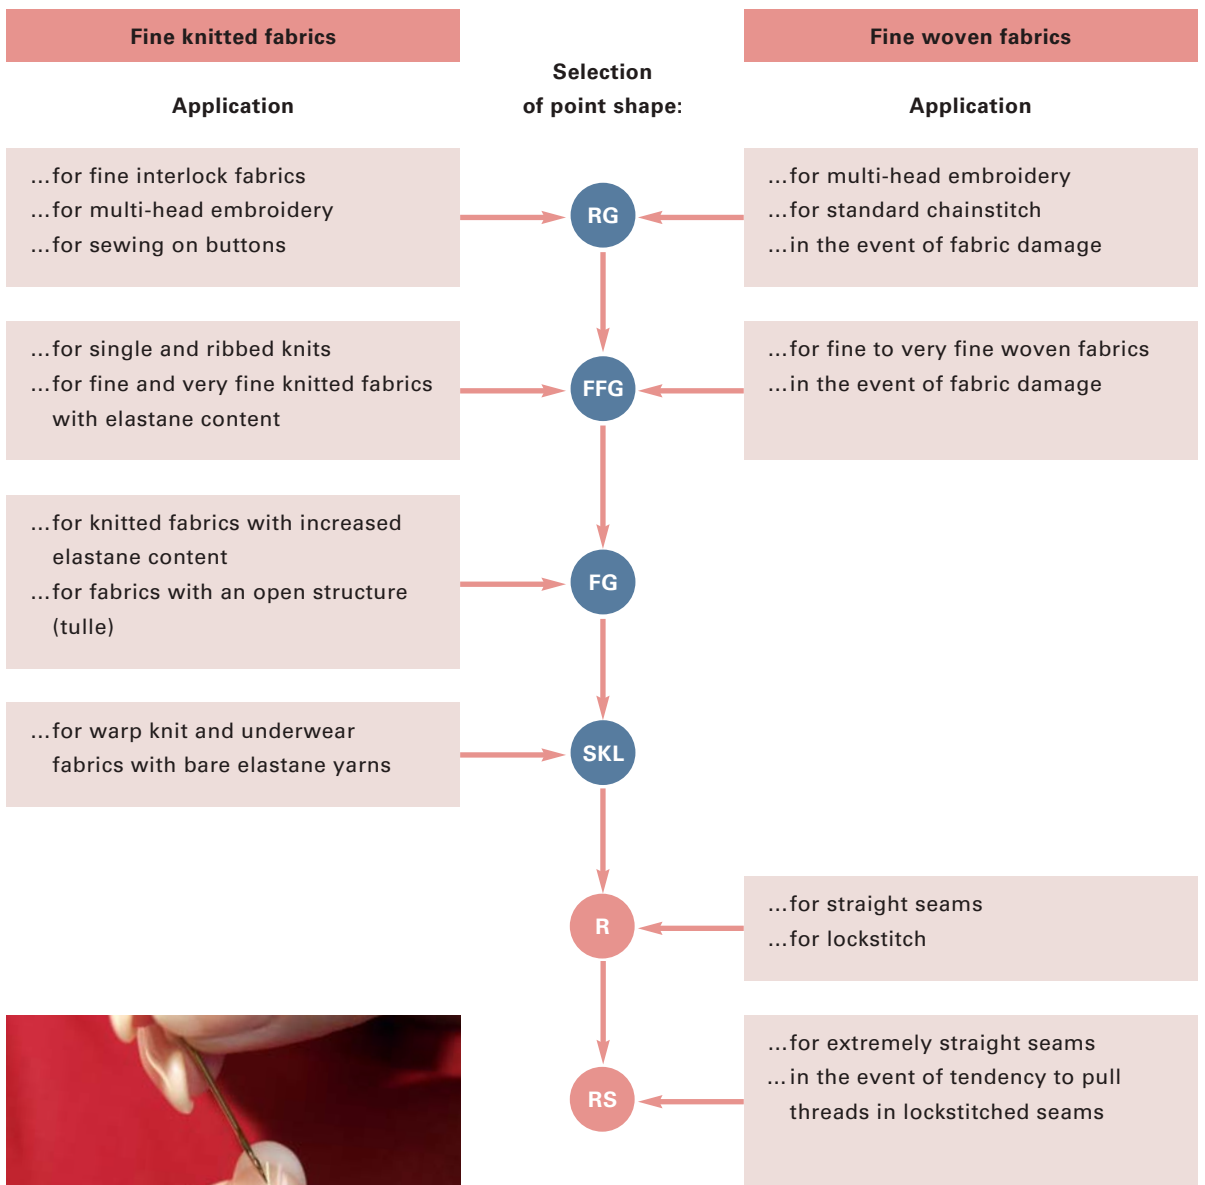 Fine knitted fabrics
Fine woven fabrics
Selection
of point shape:
Application
Application
...for fine interlock fabrics
...for multi-head embroidery
...for sewing on buttons
RG
...for multi-head embroidery
...for standard chainstitch
...in the event of fabric damage
...for single and ribbed knits
...for fine and very fine knitted fabrics
with elastane content
FFG
...for fine to very fine woven fabrics
...in the event of fabric damage
...for knitted fabrics with increased
elastane content
...for fabrics with an open structure
(tulle)
FG
...for warp knit and underwear
fabrics with bare elastane yarns
SKL
R
...for straight seams
...for lockstitch
RS
...for extremely straight seams
...in the event of tendency to pull
threads in lockstitched seams